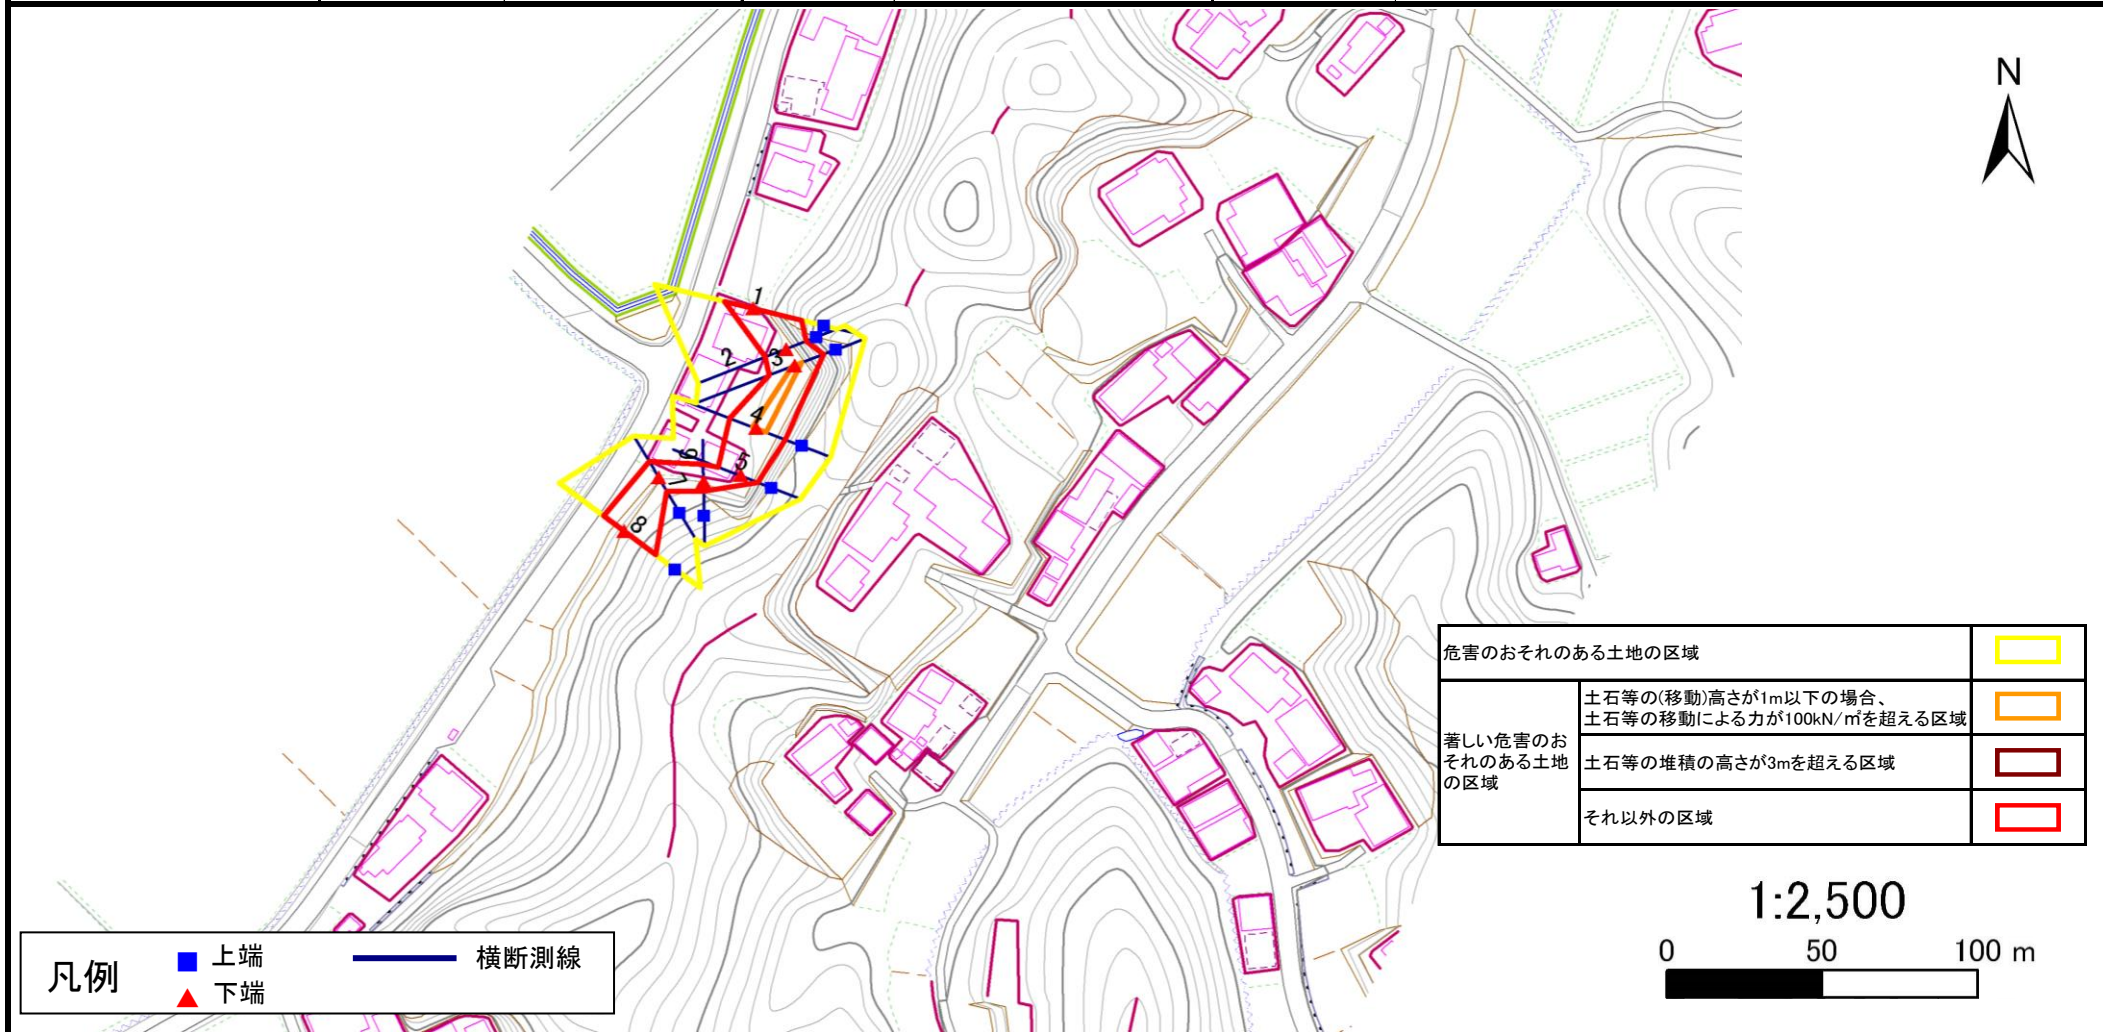 N
1
2
3
4
5
6
7
8
危害のおそれのある土地の区域
著しい危害のお
それのある土地
の区域
土石等の(移動)高さが1m以下の場合、
土石等の移動による力が100kN/㎡を超える区域
土石等の堆積の高さが3mを超える区域
それ以外の区域
1:2,500
0 50 100 m
凡例
上端
下端
横断測線